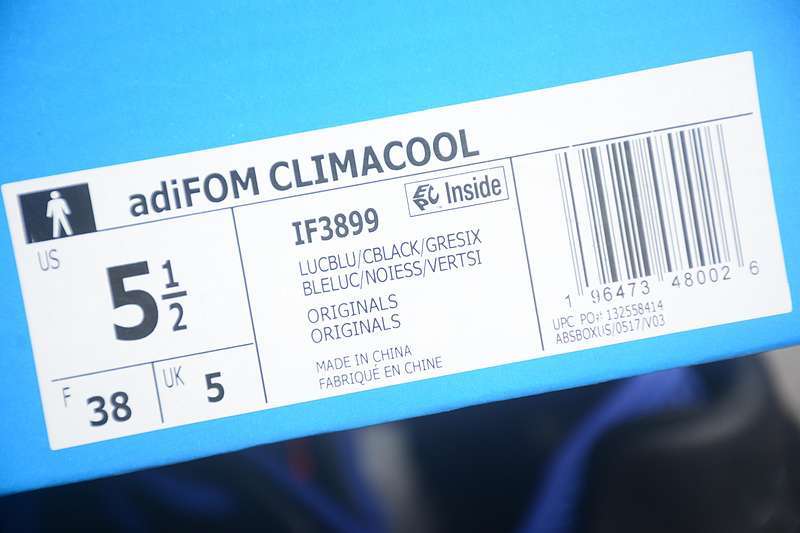 adiFOM CLIMACOOL
US
5 1/2
F 38
UK 5
IF3899
EPC Inside
LUCBLU/CBLACK/GRESIX
BLELUC/NOIESS/VERTSI
ORIGINALS
ORIGINALS
MADE IN CHINA
FABRIQUÉ EN CHINE
1 96473 48002 6
UPC PO#: 132558414
ABSBOXUS/0517/V03